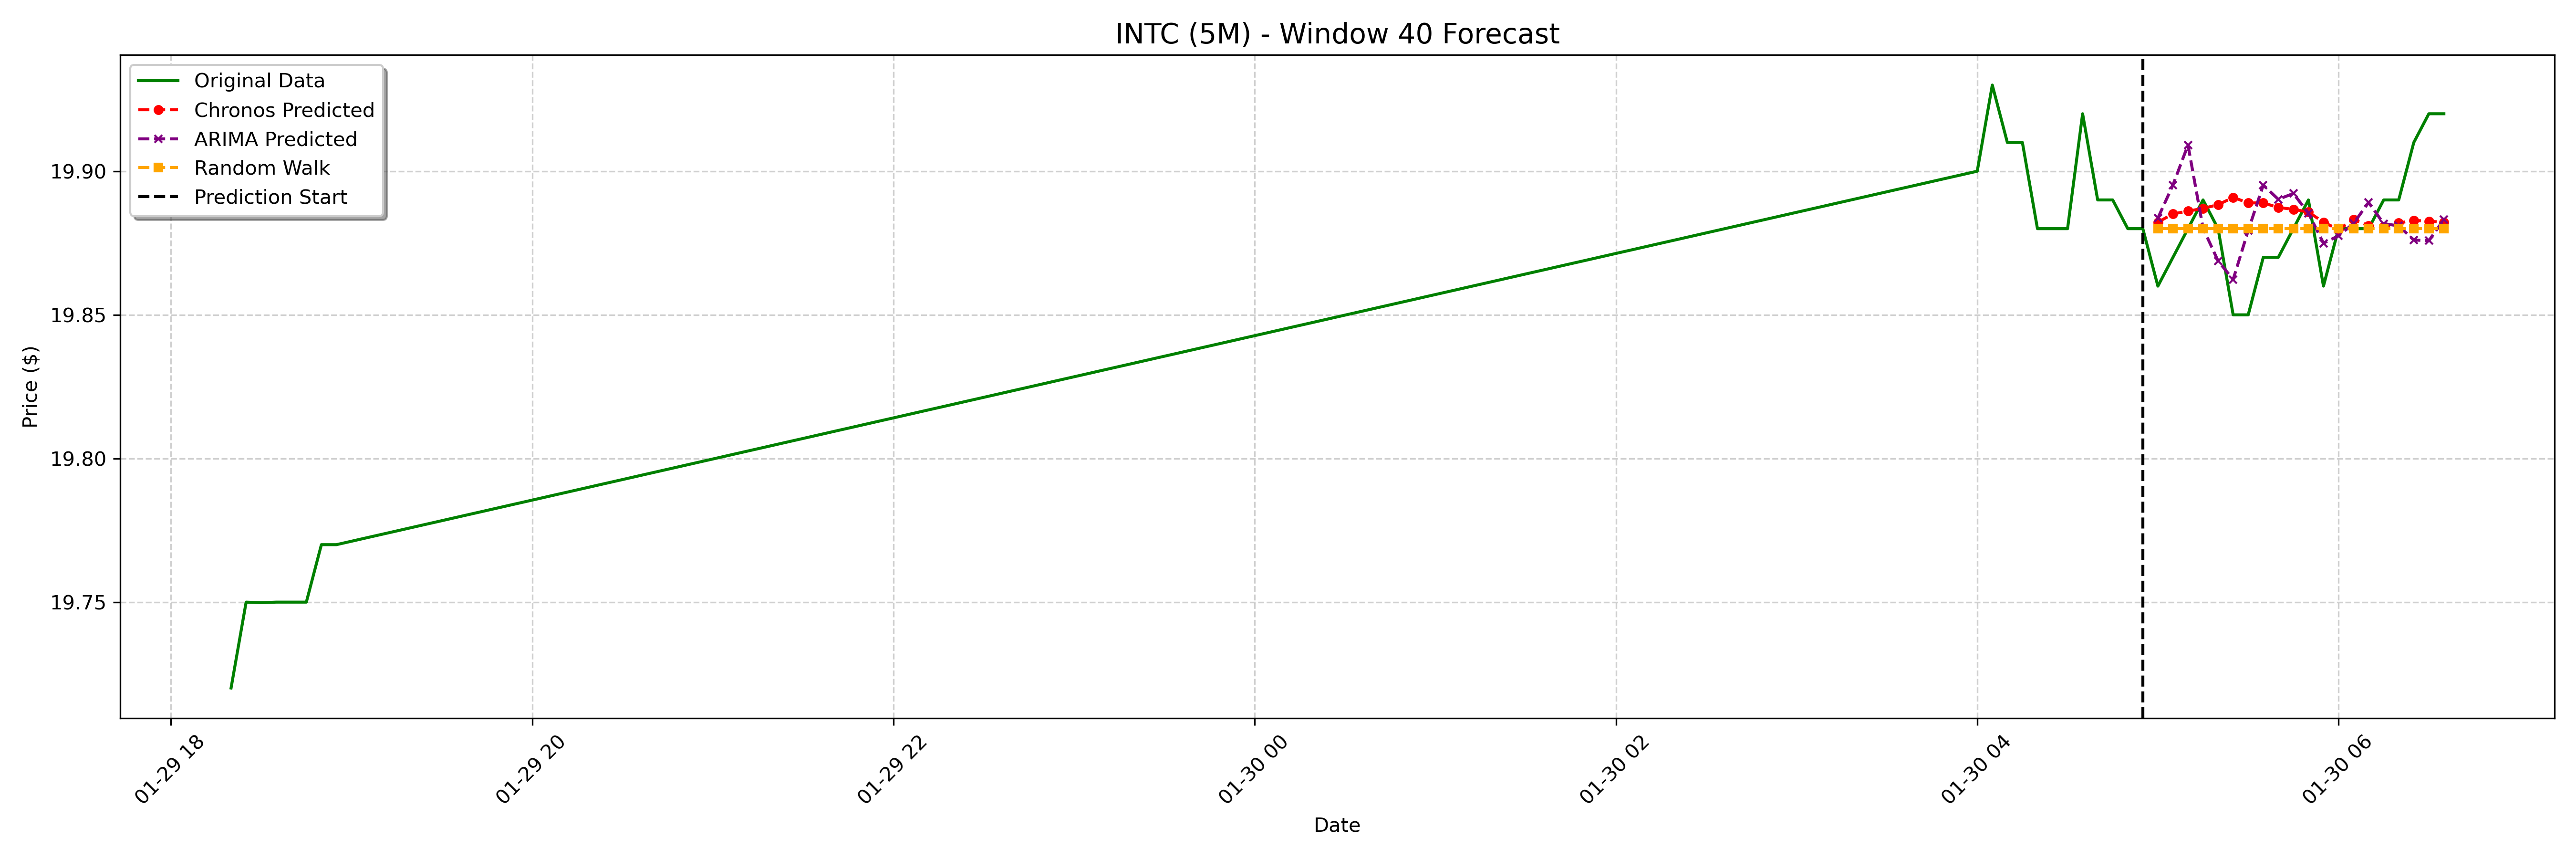 INTC (5M) - Window 40 Forecast
Original Data
Chronos Predicted
ARIMA Predicted
Random Walk
Prediction Start
Price ($)
19.90
19.85
19.80
19.75
01-29 18
01-29 20
01-29 22
01-30 00
01-30 02
01-30 04
01-30 06
Date